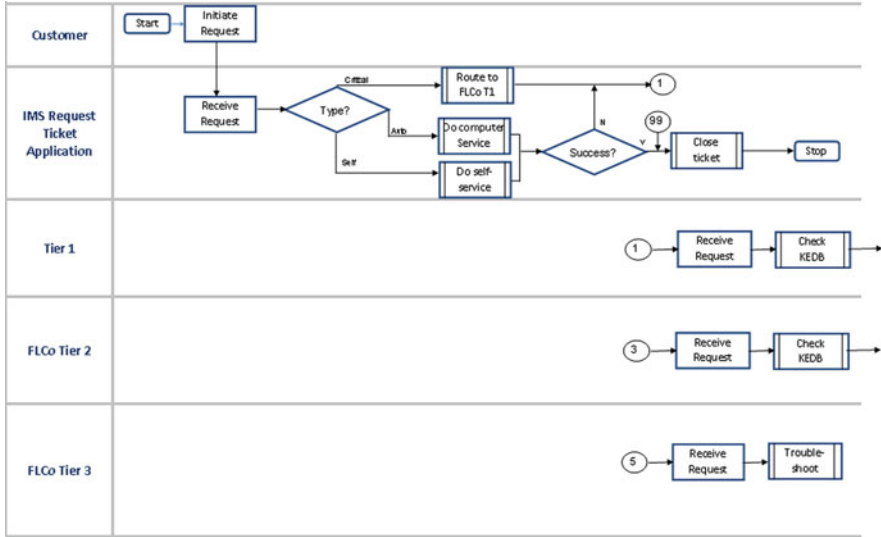 Customer
Start
Initiate
Request
IMS Request
Ticket
Application
Receive
Request
Type?
Critical
Route to
FLCo T1
1
Auto
Do computer
Service
Self
Do self-
service
Success?
N
Y
99
Close
ticket
Stop
Tier 1
1
Receive
Request
Check
KEDB
FLCo Tier 2
3
Receive
Request
Check
KEDB
FLCo Tier 3
5
Receive
Request
Trouble-
shoot